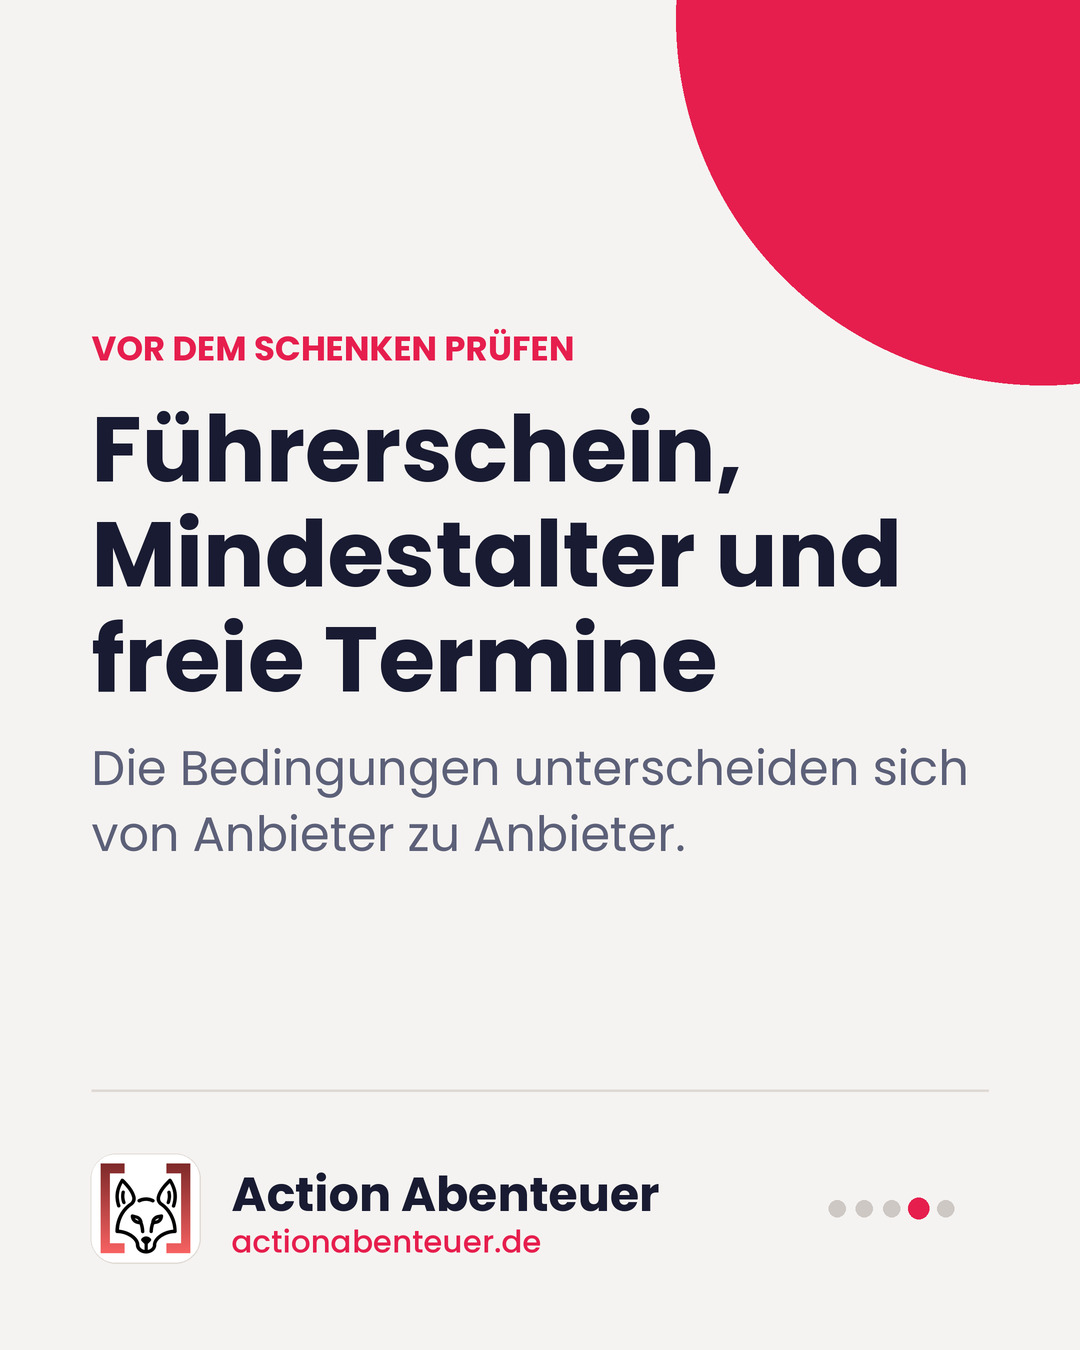 VOR DEM SCHENKEN PRÜFEN
Führerschein,
Mindestalter und
freie Termine
Die Bedingungen unterscheiden sich
von Anbieter zu Anbieter.
Action Abenteuer
actionabenteuer.de